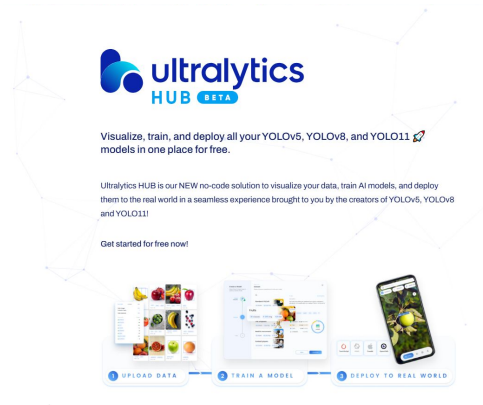 ultralytics
HUB BETA
Visualize, train, and deploy all your YOLOv5, YOLOv8, and YOLO11 🚀
models in one place for free.
Ultralytics HUB is our NEW no-code solution to visualize your data, train AI models, and deploy
them to the real world in a seamless experience brought to you by the creators of YOLOv5, YOLOv8
and YOLO11!
Get started for free now!
1 UPLOAD DATA
2 TRAIN A MODEL
3 DEPLOY TO REAL WORLD